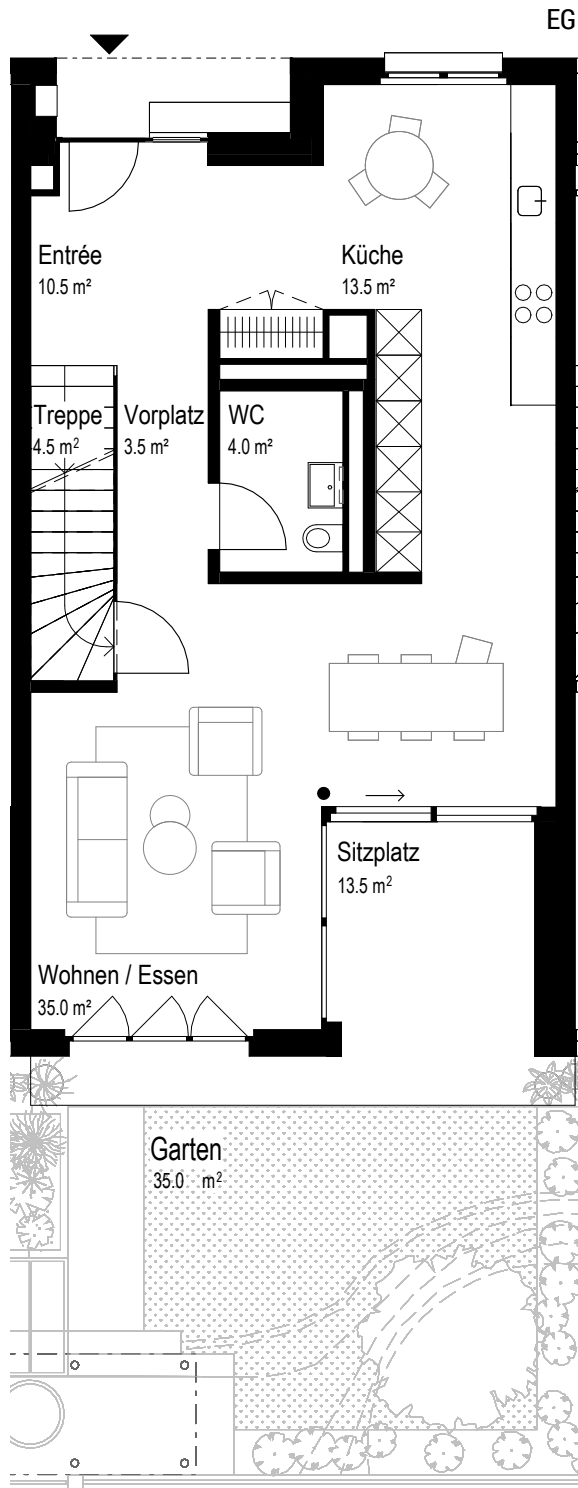 EG
Entrée
10.5 m²
Küche
13.5 m²
Treppe
4.5 m²
Vorplatz
3.5 m²
WC
4.0 m²
Sitzplatz
13.5 m²
Wohnen / Essen
35.0 m²
Garten
35.0 m²